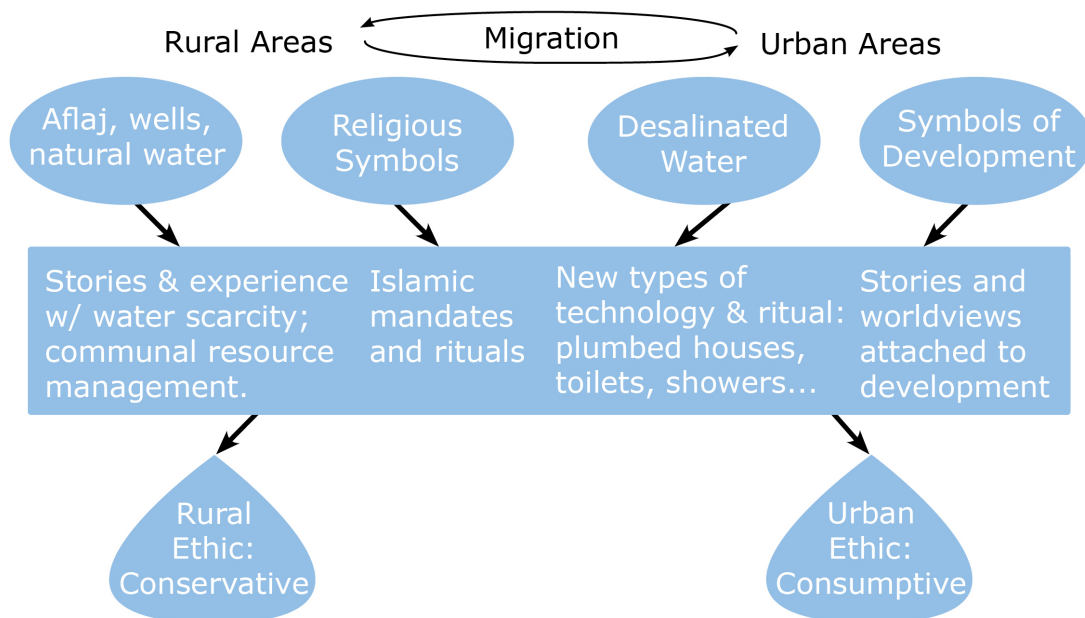 Rural Areas
Migration
Urban Areas
Aflaj, wells,
natural water
Religious
Symbols
Desalinated
Water
Symbols of
Development
Stories & experience
w/ water scarcity;
communal resource
management.
Islamic
mandates
and rituals
New types of
technology & ritual:
plumbed houses,
toilets, showers...
Stories and
worldviews
attached to
development
Rural
Ethic:
Conservative
Urban
Ethic:
Consumptive